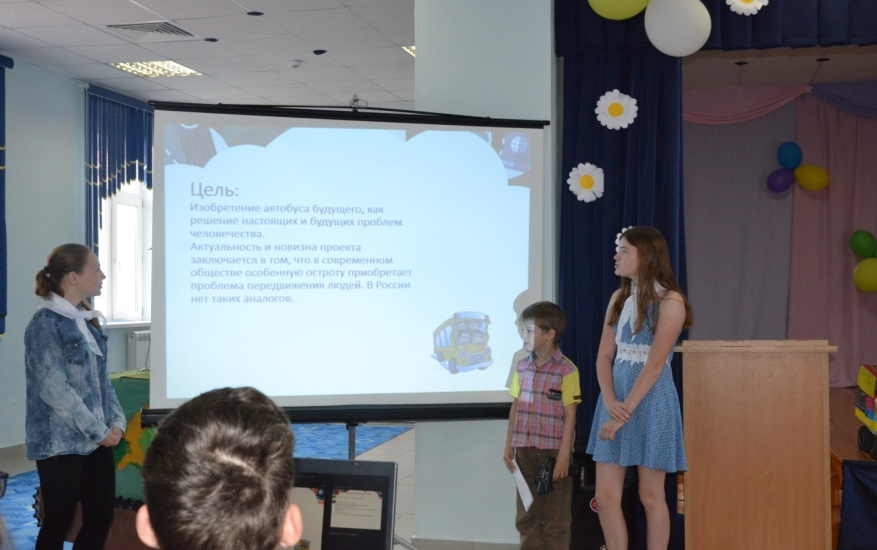 Цель:
Изобретение автобуса будущего, как
решение настоящих и будущих проблем
человечества.
Актуальность и новизна проекта
заключается в том, что в современном
обществе особенную остроту приобретает
проблема передвижения людей. В России
нет таких аналогов.